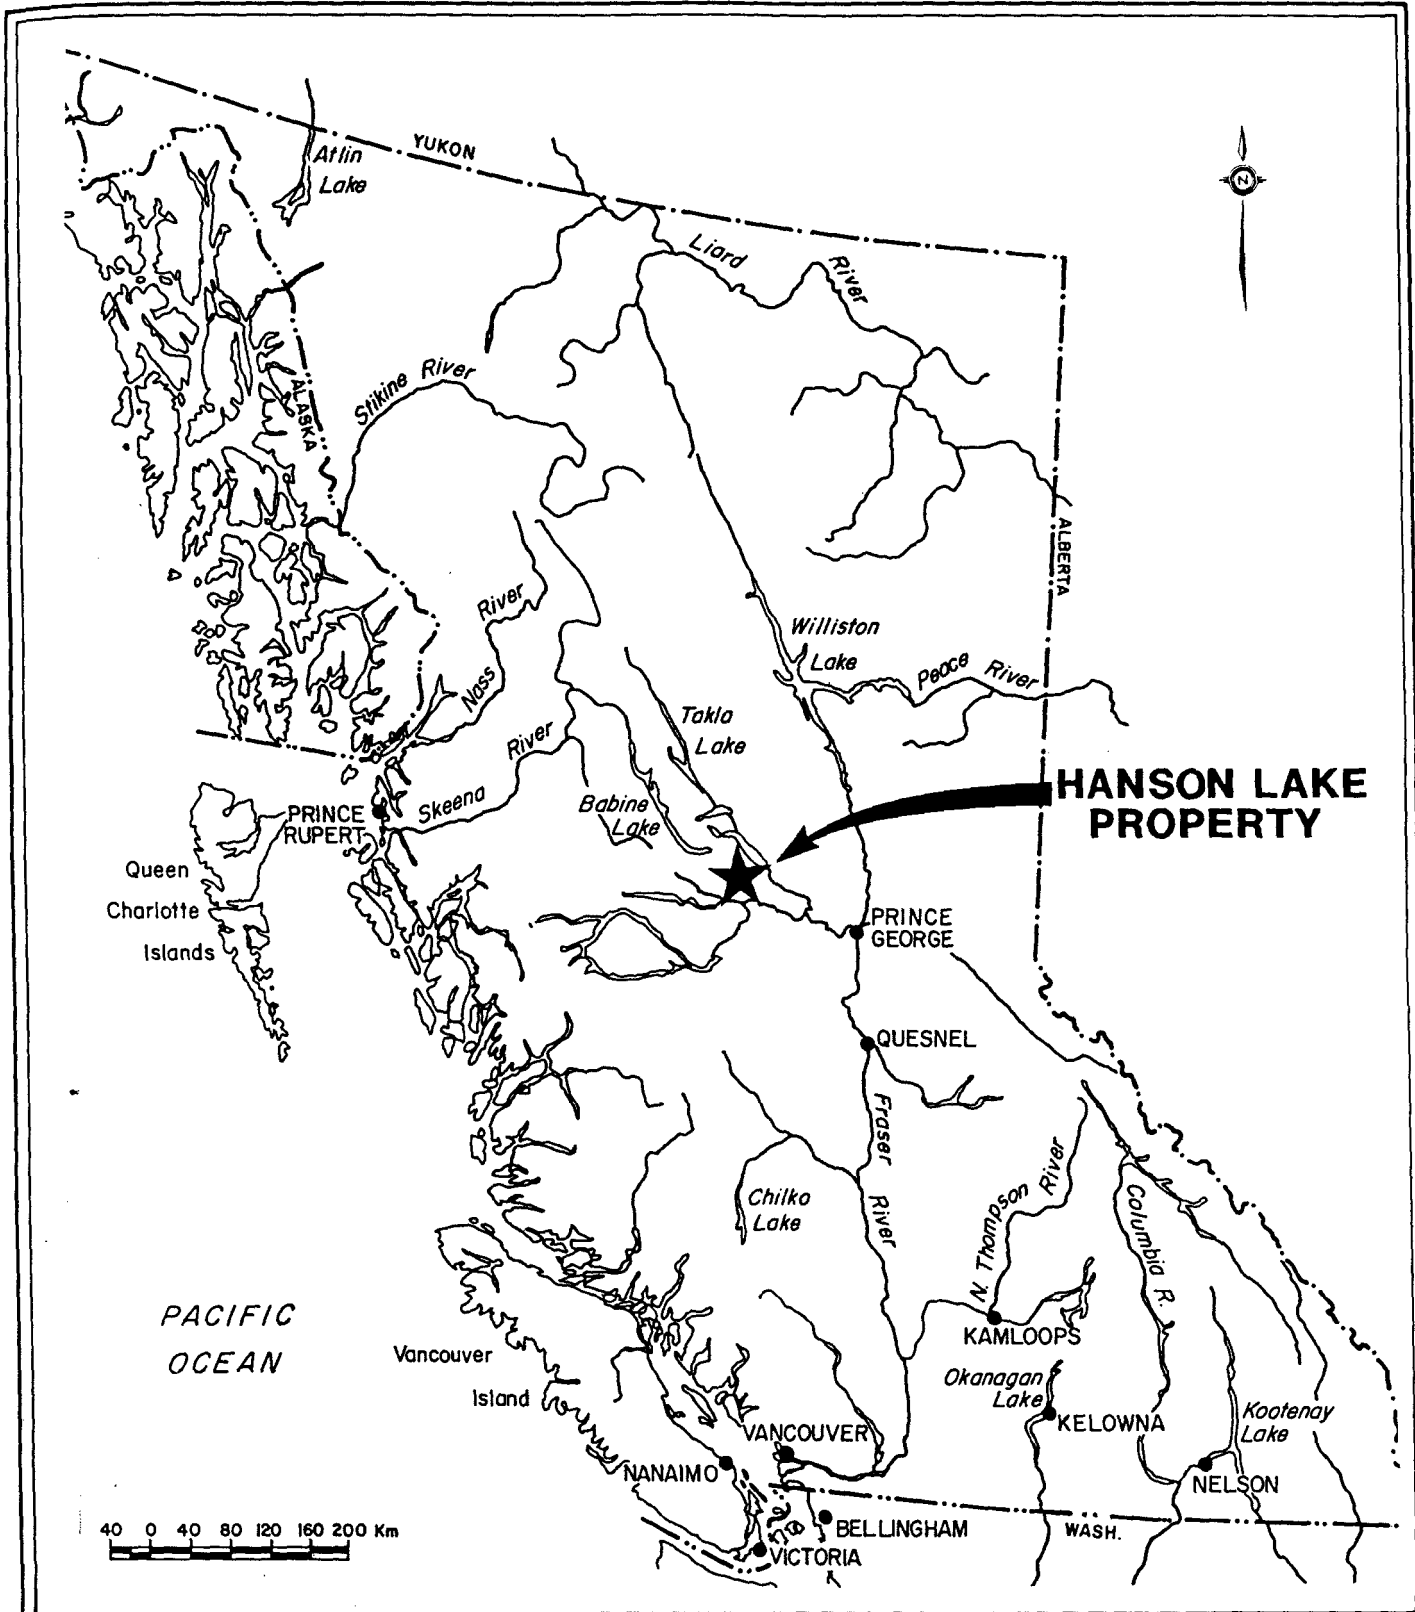 YUKON
Atlin
Lake
N
Liard
River
Stikine River
ALASKA
ALBERTA
River
Nass
Williston
Lake
Peace River
Takla
Lake
River
Skeena
HANSON LAKE
PROPERTY
PRINCE
RUPERT
Babine
Lake
Queen
Charlotte
Islands
PRINCE
GEORGE
QUESNEL
Fraser
River
Chilko
Lake
N. Thompson River
Columbia R.
PACIFIC
OCEAN
KAMLOOPS
Vancouver
Island
Okanagan
Lake
KELOWNA
Kootenay
Lake
VANCOUVER
NANAIMO
NELSON
BELLINGHAM
WASH.
VICTORIA
40 0 40 80 120 160 200 Km